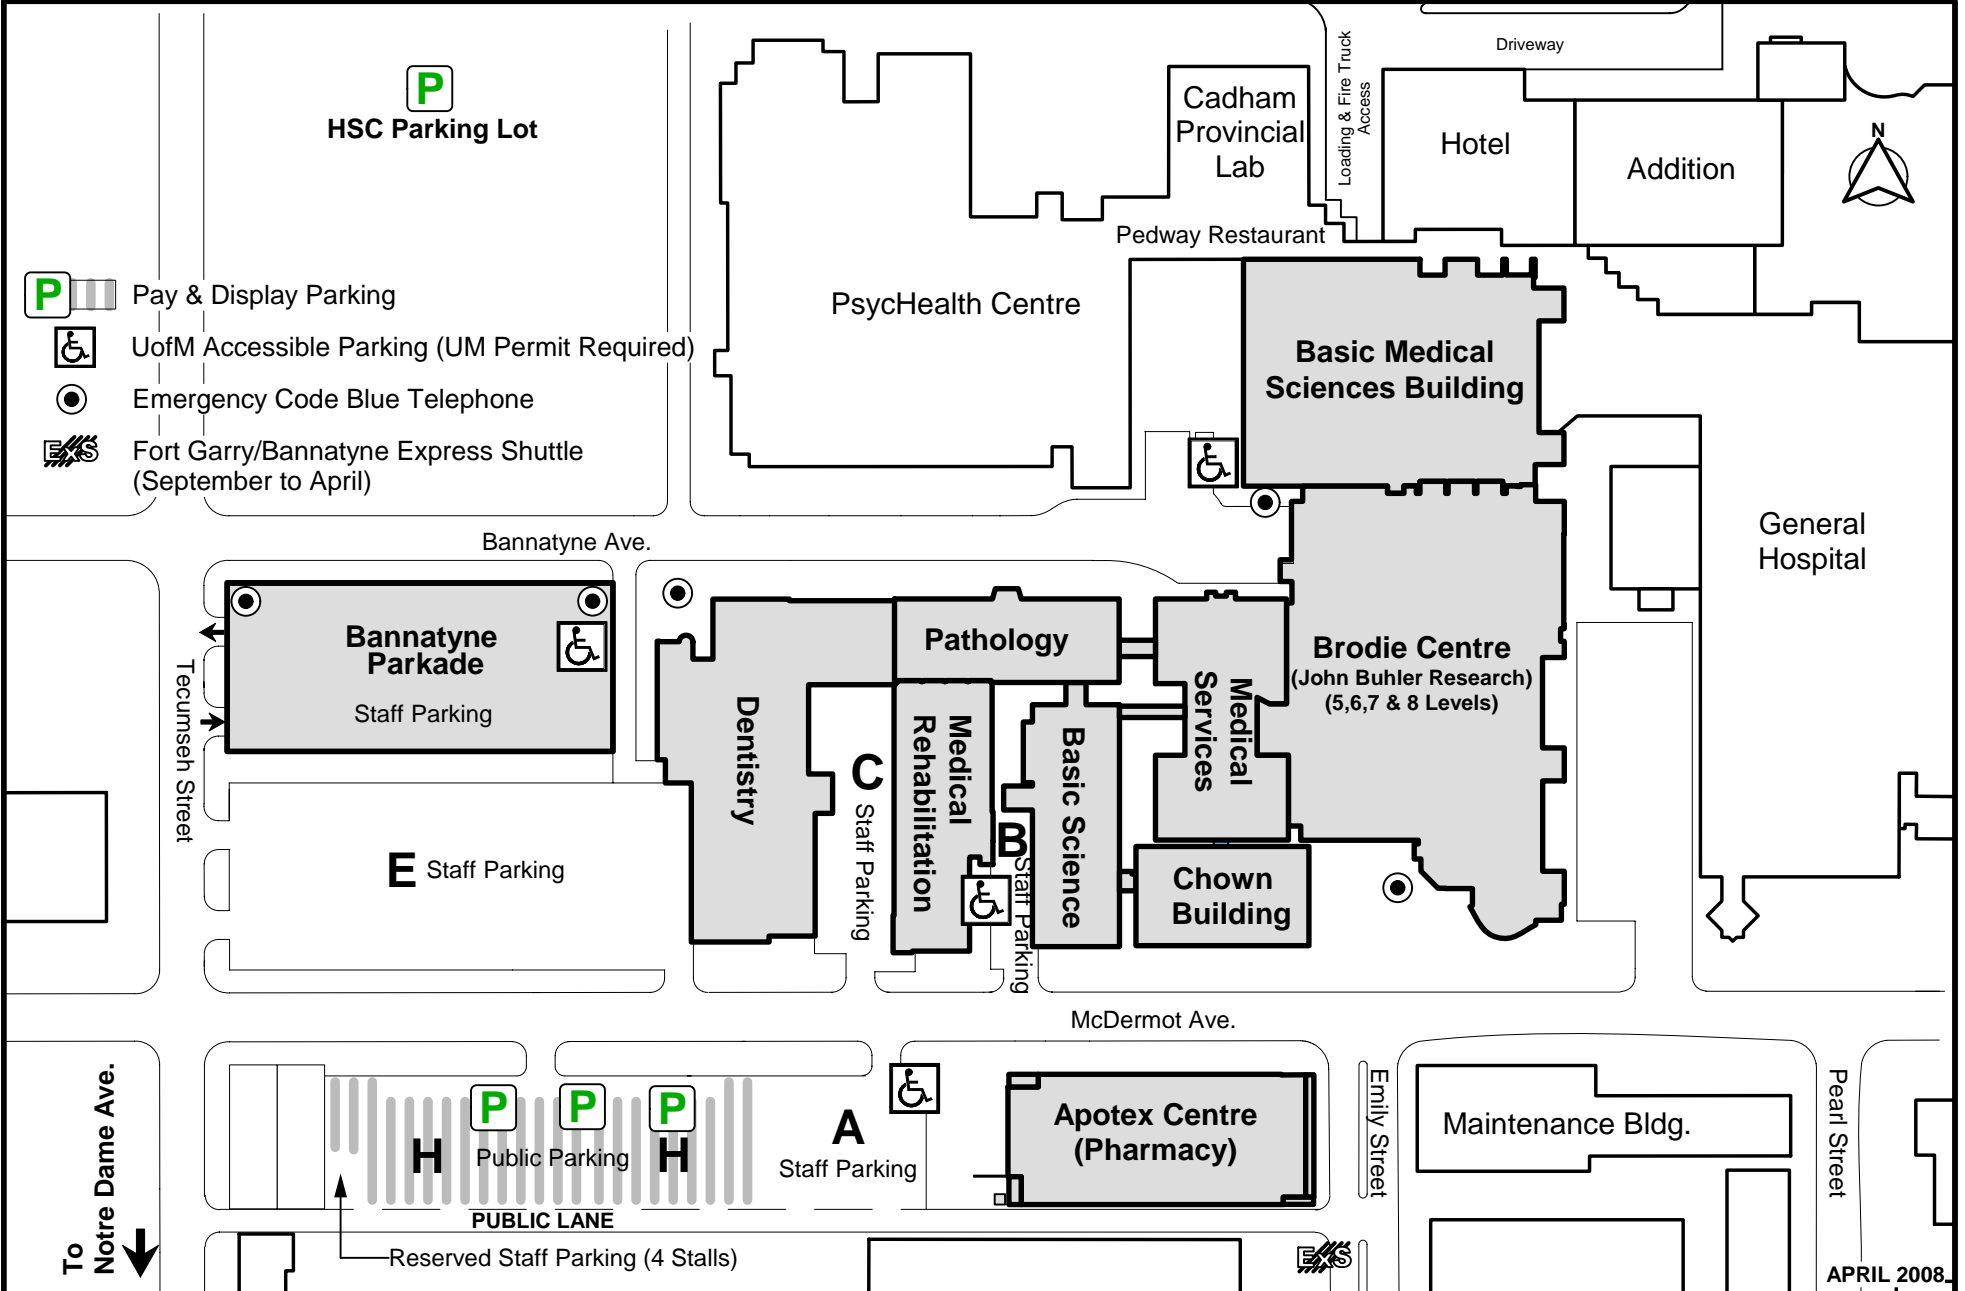 P
HSC Parking Lot
Cadham
Provincial
Lab
Loading & Fire Truck
Access
Driveway
Hotel
Addition
N
Pedway Restaurant
P Pay & Display Parking
UofM Accessible Parking (UM Permit Required)
Emergency Code Blue Telephone
EXS Fort Garry/Bannatyne Express Shuttle
(September to April)
PsycHealth Centre
Basic Medical
Sciences Building
General
Hospital
Bannatyne Ave.
Bannatyne
Parkade
Staff Parking
Tecumseh Street
Dentistry
Pathology
Medical
Rehabilitation
C
Staff Parking
B
Staff Parking
Basic Science
Medical
Services
Brodie Centre
(John Buhler Research)
(5,6,7 & 8 Levels)
Chown
Building
E Staff Parking
McDermot Ave.
To
Notre Dame Ave.
P P P
H Public Parking H
A
Staff Parking
Apotex Centre
(Pharmacy)
Emily Street
Maintenance Bldg.
Pearl Street
PUBLIC LANE
Reserved Staff Parking (4 Stalls)
EXS
APRIL 2008